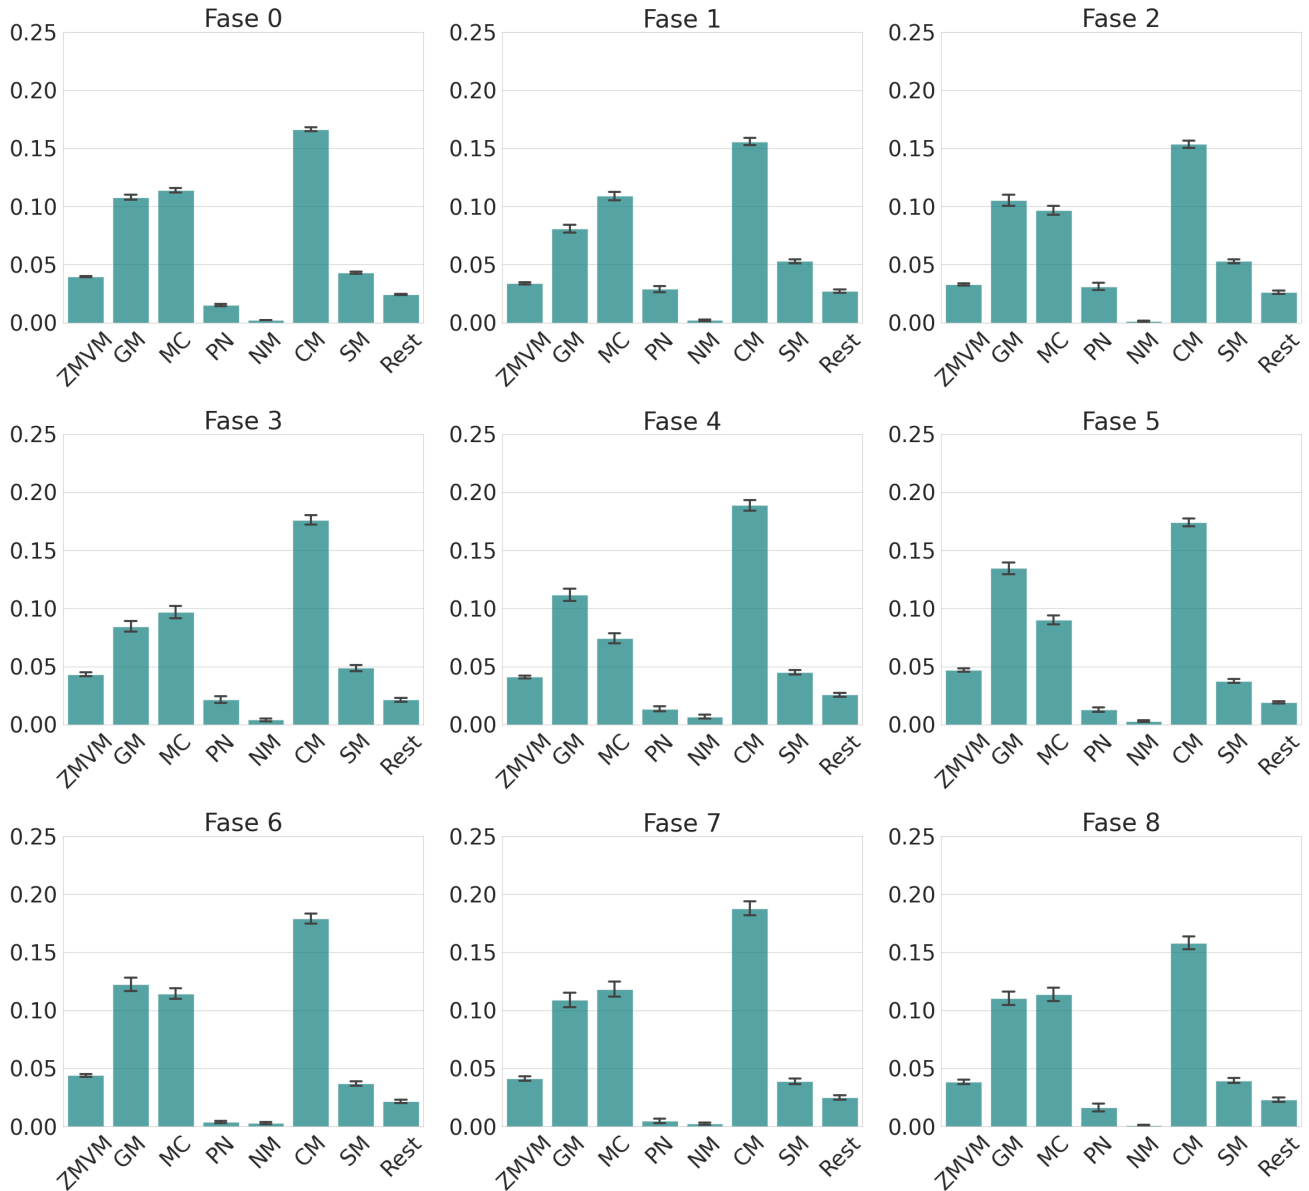 Fase 0 Fase 1 Fase 2
0.25 0.25 0.25
0.20 0.20 0.20
0.15 0.15 0.15
0.10 0.10 0.10
0.05 0.05 0.05
0.00 0.00 0.00
ZMVM GM MC PN NM CM SM Rest ZMVM GM MC PN NM CM SM Rest ZMVM GM MC PN NM CM SM Rest
Fase 3 Fase 4 Fase 5
0.25 0.25 0.25
0.20 0.20 0.20
0.15 0.15 0.15
0.10 0.10 0.10
0.05 0.05 0.05
0.00 0.00 0.00
ZMVM GM MC PN NM CM SM Rest ZMVM GM MC PN NM CM SM Rest ZMVM GM MC PN NM CM SM Rest
Fase 6 Fase 7 Fase 8
0.25 0.25 0.25
0.20 0.20 0.20
0.15 0.15 0.15
0.10 0.10 0.10
0.05 0.05 0.05
0.00 0.00 0.00
ZMVM GM MC PN NM CM SM Rest ZMVM GM MC PN NM CM SM Rest ZMVM GM MC PN NM CM SM Rest